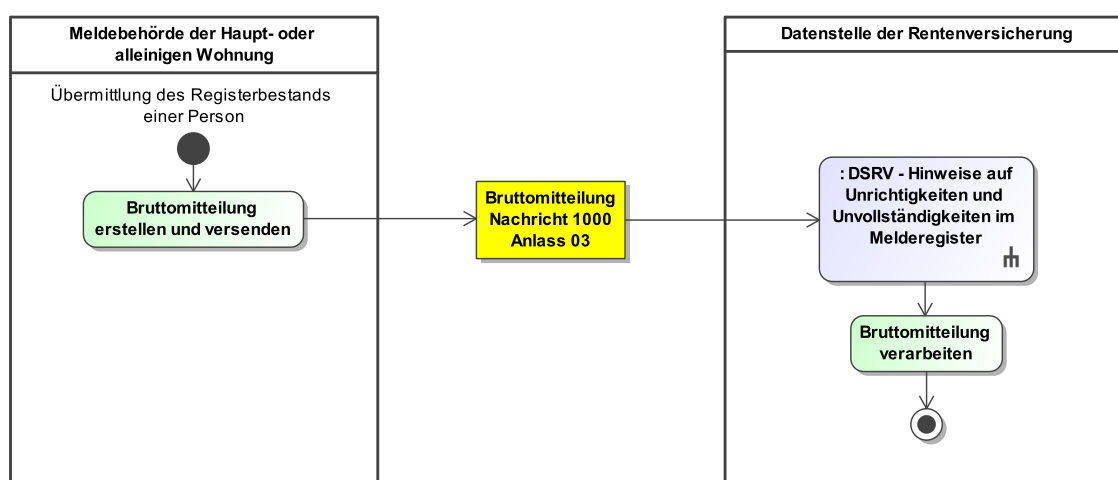 Meldebehörde der Haupt- oder
alleinigen Wohnung
Übermittlung des Registerbestands
einer Person
Bruttomitteilung
erstellen und versenden
Bruttomitteilung
Nachricht 1000
Anlass 03
Datenstelle der Rentenversicherung
: DSRV - Hinweise auf
Unrichtigkeiten und
Unvollständigkeiten im
Melderegister
Bruttomitteilung
verarbeiten